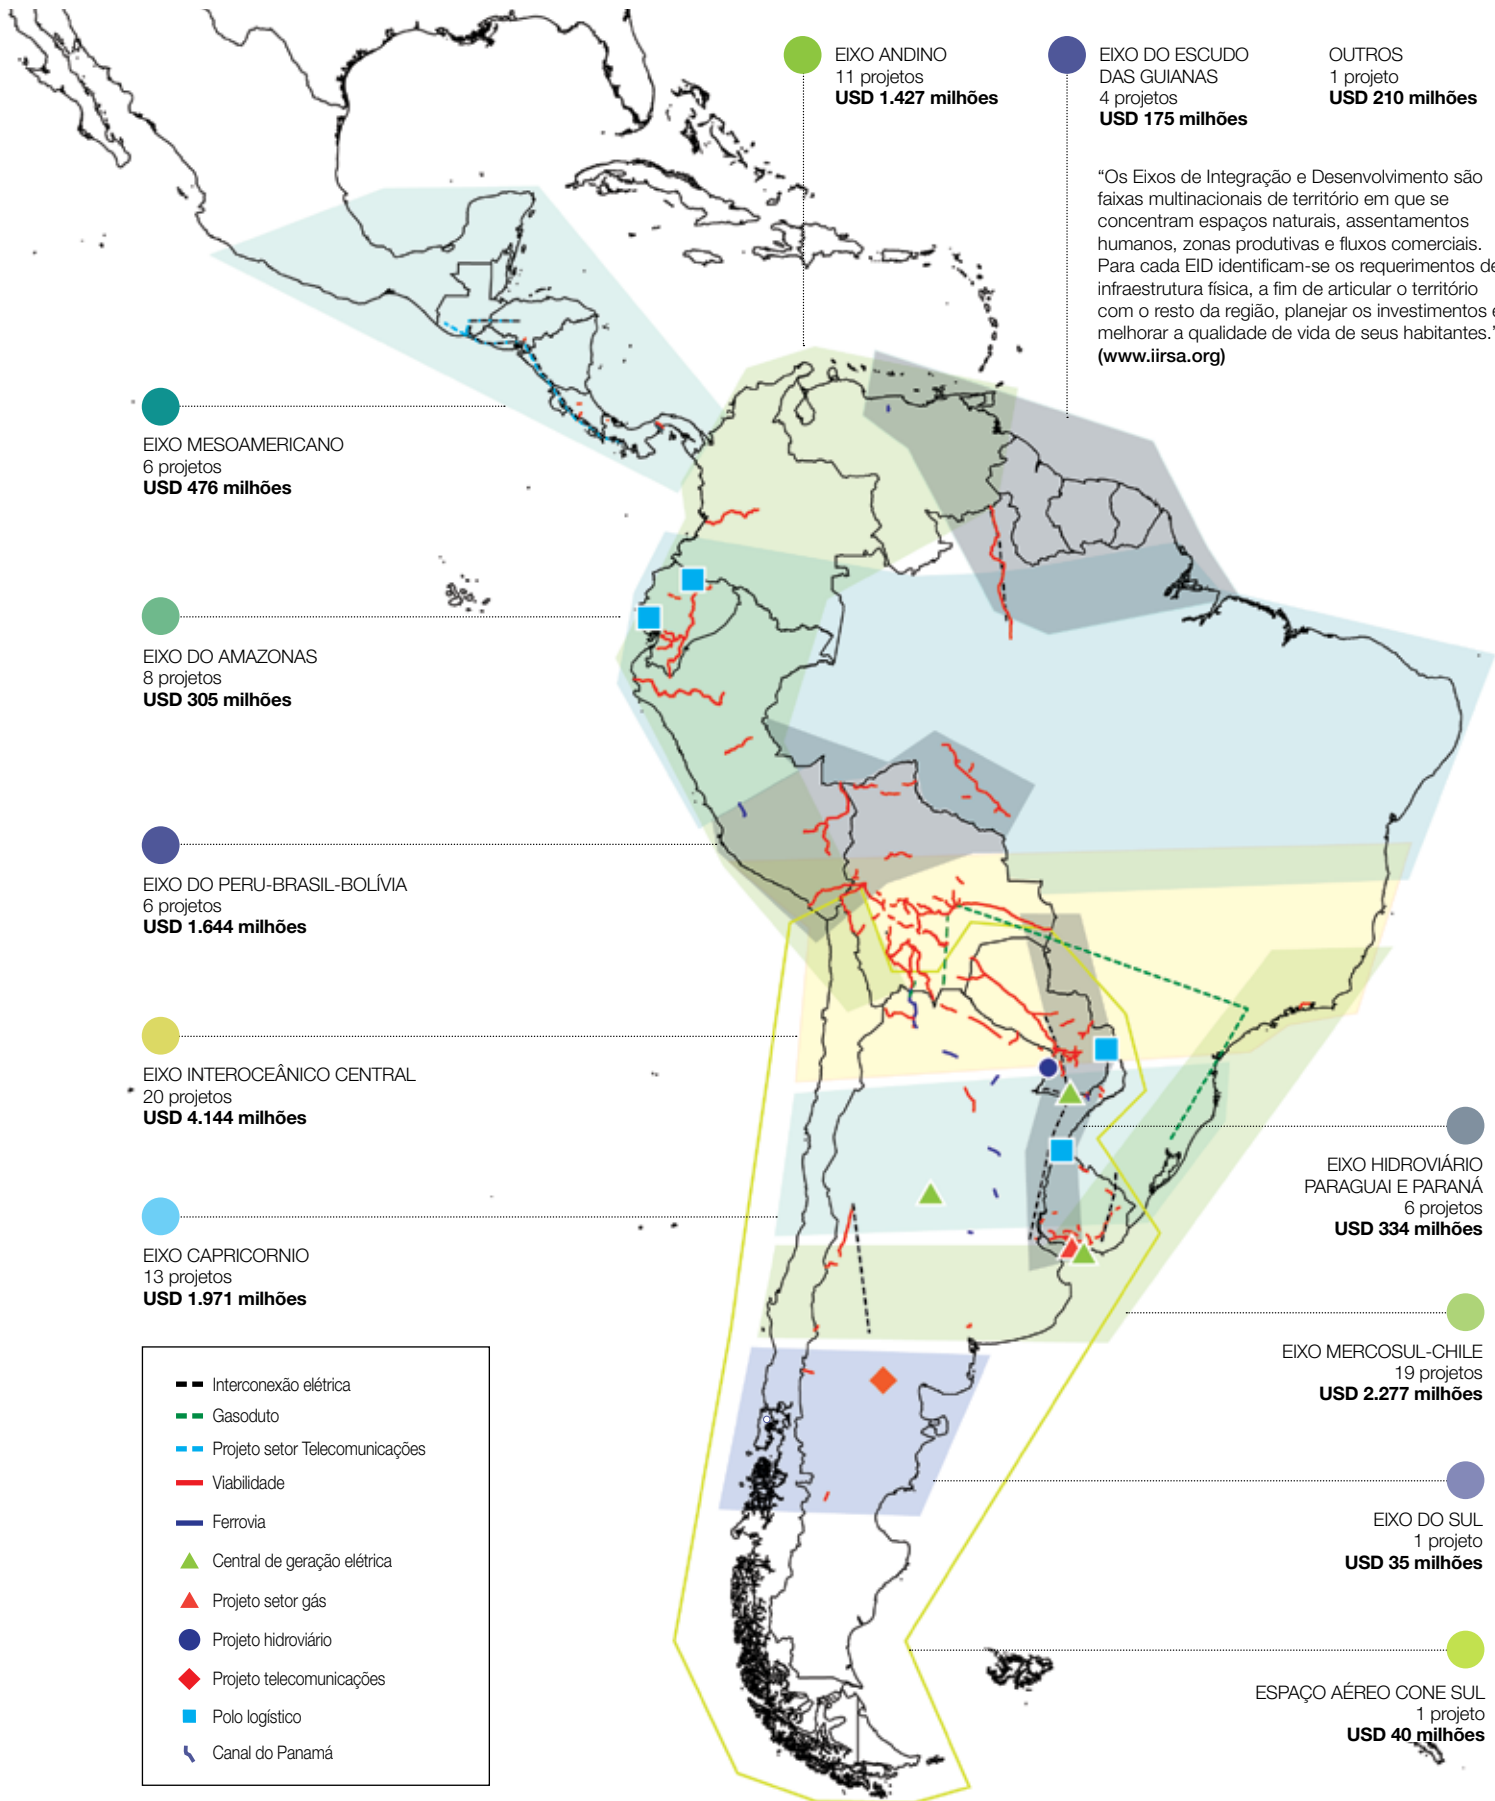 EIXO ANDINO
11 projetos
USD 1.427 milhões
EIXO DO ESCUDO
DAS GUIANAS
4 projetos
USD 175 milhões
OUTROS
1 projeto
USD 210 milhões
“Os Eixos de Integração e Desenvolvimento são
faixas multinacionais de território em que se
concentram espaços naturais, assentamentos
humanos, zonas produtivas e fluxos comerciais.
Para cada EID identificam-se os requerimentos de
infraestrutura física, a fim de articular o território
com o resto da região, planejar os investimentos e
melhorar a qualidade de vida de seus habitantes.”
(www.iirsa.org)
EIXO MESOAMERICANO
6 projetos
USD 476 milhões
EIXO DO AMAZONAS
8 projetos
USD 305 milhões
EIXO DO PERU-BRASIL-BOLÍVIA
6 projetos
USD 1.644 milhões
EIXO INTEROCEÂNICO CENTRAL
20 projetos
USD 4.144 milhões
EIXO CAPRICORNIO
13 projetos
USD 1.971 milhões
EIXO HIDROVIÁRIO
PARAGUAI E PARANÁ
6 projetos
USD 334 milhões
EIXO MERCOSUL-CHILE
19 projetos
USD 2.277 milhões
EIXO DO SUL
1 projeto
USD 35 milhões
ESPAÇO AÉREO CONE SUL
1 projeto
USD 40 milhões
Interconexão elétrica
Gasoduto
Projeto setor Telecomunicações
Viabilidade
Ferrovia
Central de geração elétrica
Projeto setor gás
Projeto hidroviário
Projeto telecomunicações
Polo logístico
Canal do Panamá